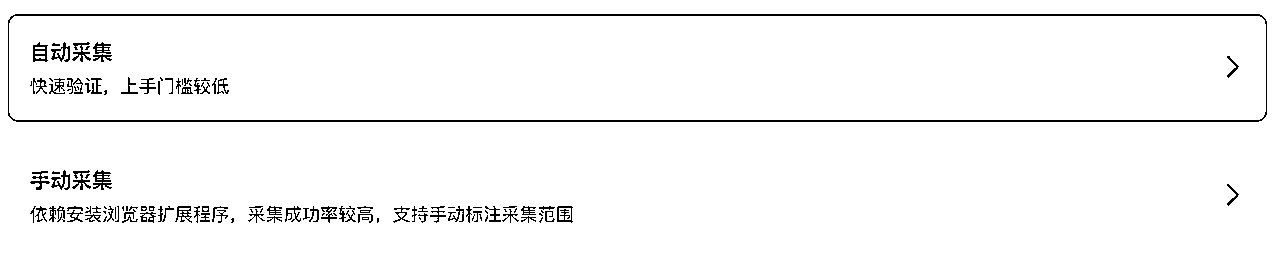 自动采集
快速验证，上手门槛较低
手动采集
依赖安装浏览器扩展程序，采集成功率较高，支持手动标注采集范围